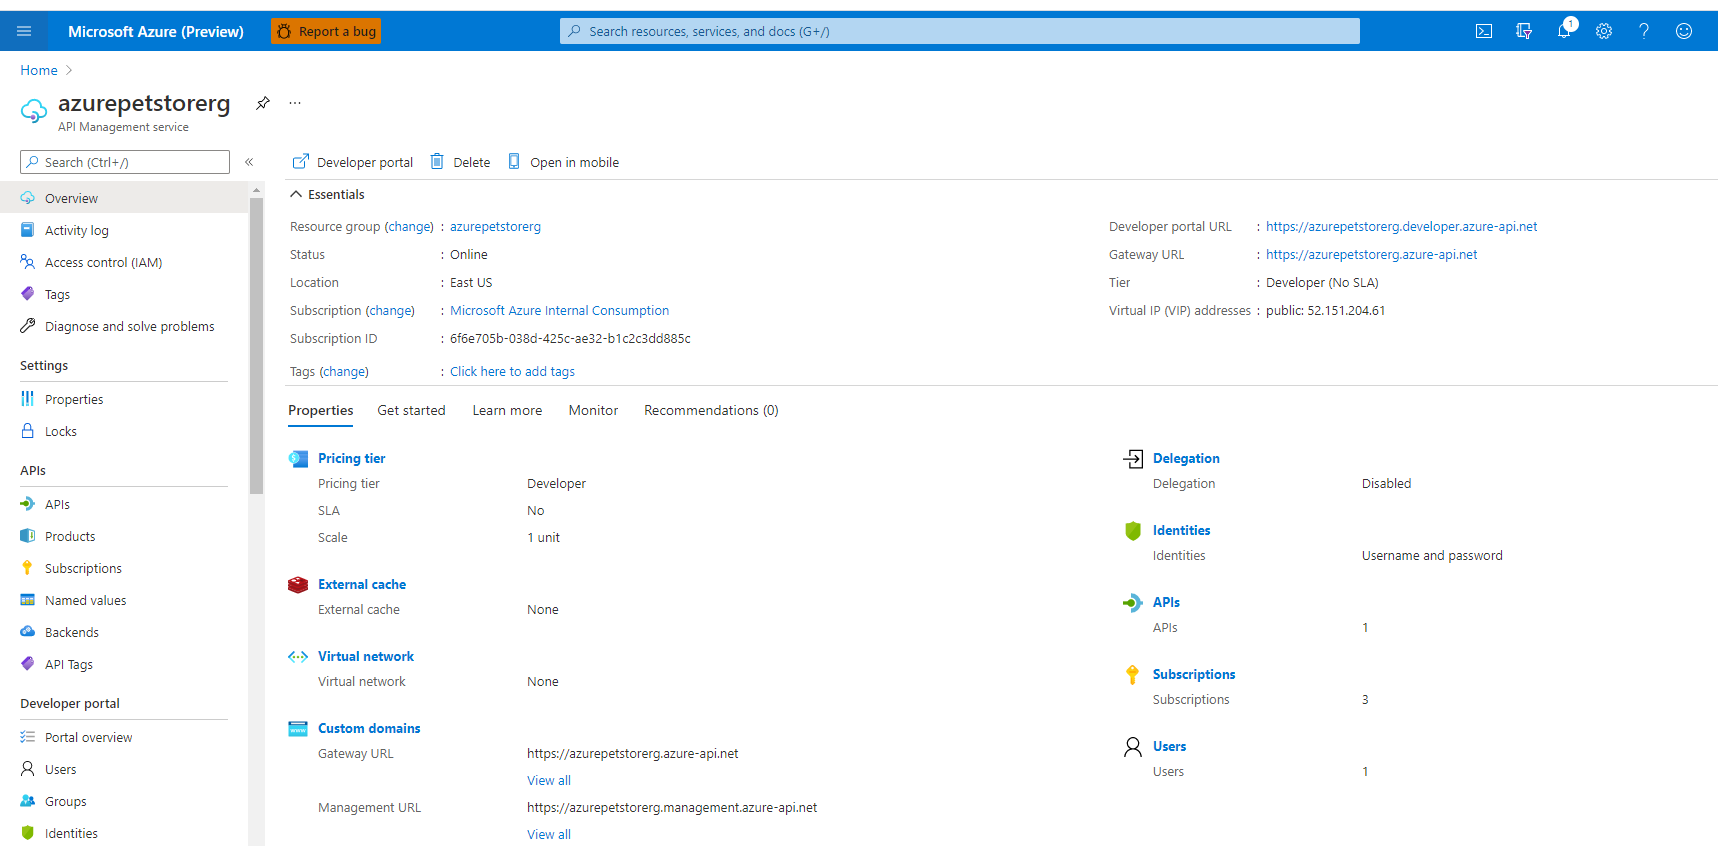 Microsoft Azure (Preview)
Report a bug
Search resources, services, and docs (G+/)
1
Home
azurepetstorerg
API Management service
Search (Ctrl+/)
Overview
Activity log
Access control (IAM)
Tags
Diagnose and solve problems
Settings
Properties
Locks
APIs
APIs
Products
Subscriptions
Named values
Backends
API Tags
Developer portal
Portal overview
Users
Groups
Identities
Developer portal Delete Open in mobile
Essentials
Resource group (change) : azurepetstorerg
Status : Online
Location : East US
Subscription (change) : Microsoft Azure Internal Consumption
Subscription ID : 6f6e705b-038d-425c-ae32-b1c2c3dd885c
Tags (change) : Click here to add tags
Developer portal URL : https://azurepetstorerg.developer.azure-api.net
Gateway URL : https://azurepetstorerg.azure-api.net
Tier : Developer (No SLA)
Virtual IP (VIP) addresses : public: 52.151.204.61
Properties Get started Learn more Monitor Recommendations (0)
Pricing tier
Pricing tier Developer
SLA No
Scale 1 unit
External cache
External cache None
Virtual network
Virtual network None
Custom domains
Gateway URL https://azurepetstorerg.azure-api.net
View all
Management URL https://azurepetstorerg.management.azure-api.net
View all
Delegation
Delegation Disabled
Identities
Identities Username and password
APIs
APIs 1
Subscriptions
Subscriptions 3
Users
Users 1